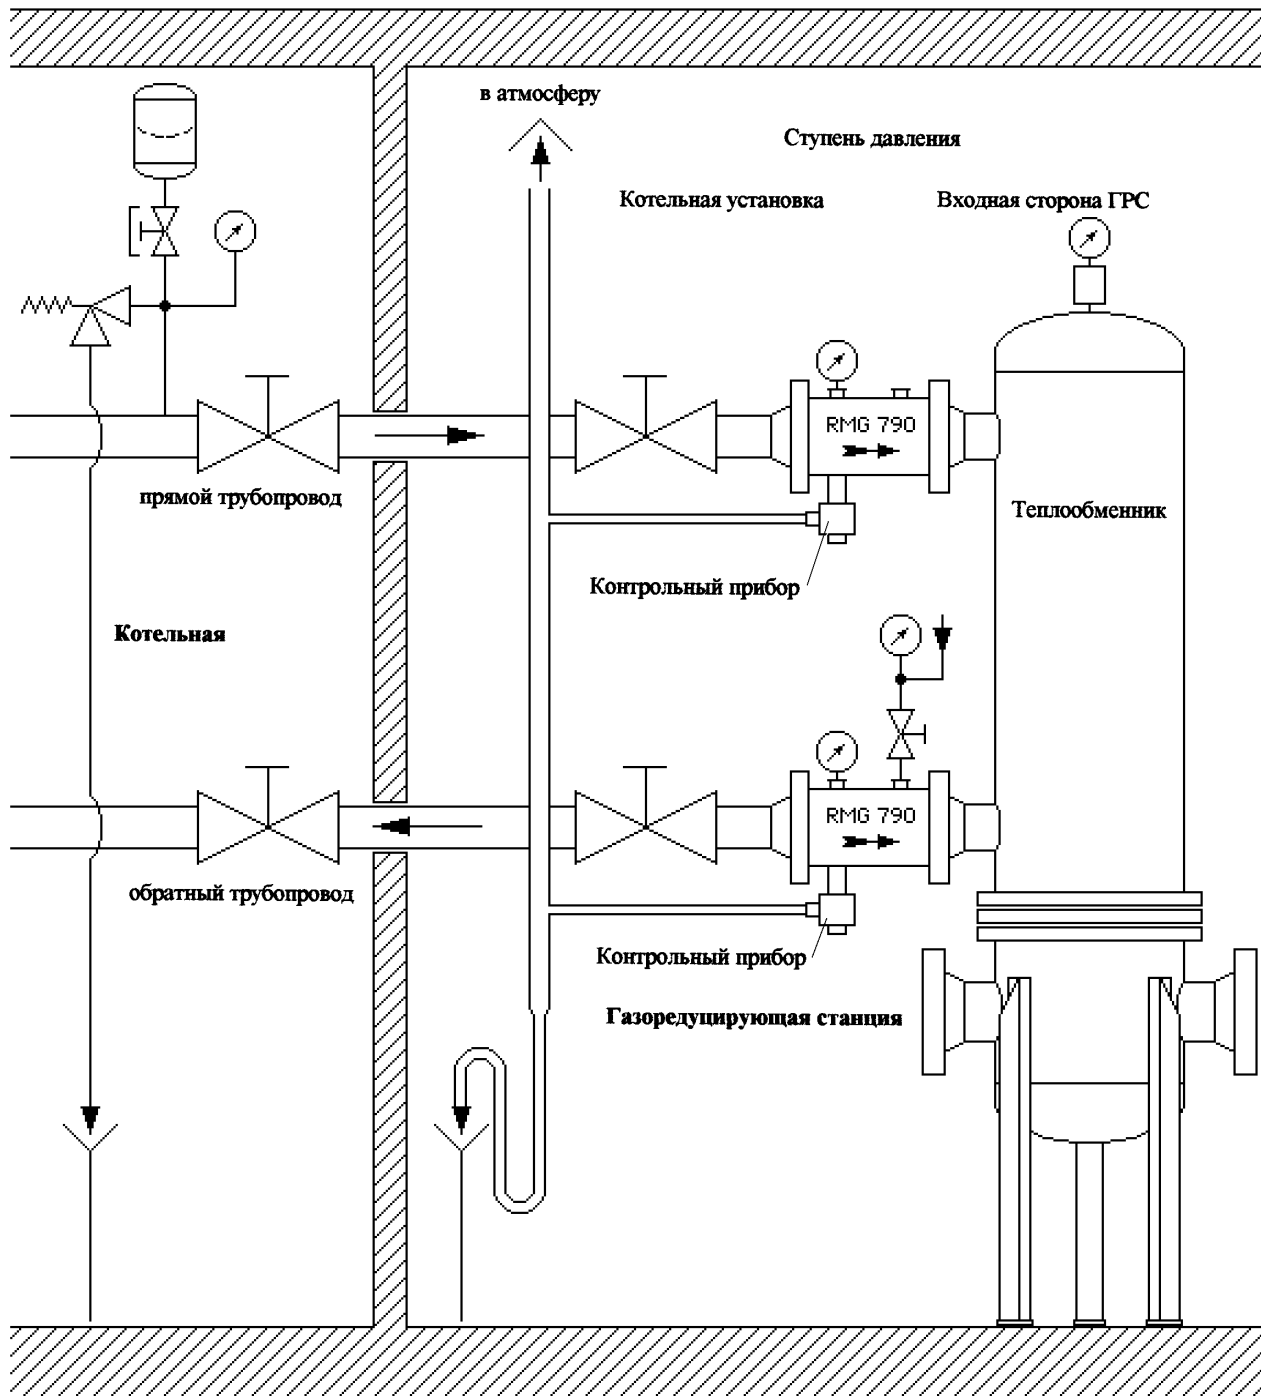 в атмосферу
Ступень давления
Котельная установка
Входная сторона ГРС
RMG 790
прямой трубопровод
Теплообменник
Контрольный прибор
Котельная
RMG 790
обратный трубопровод
Контрольный прибор
Газоредуцирующая станция